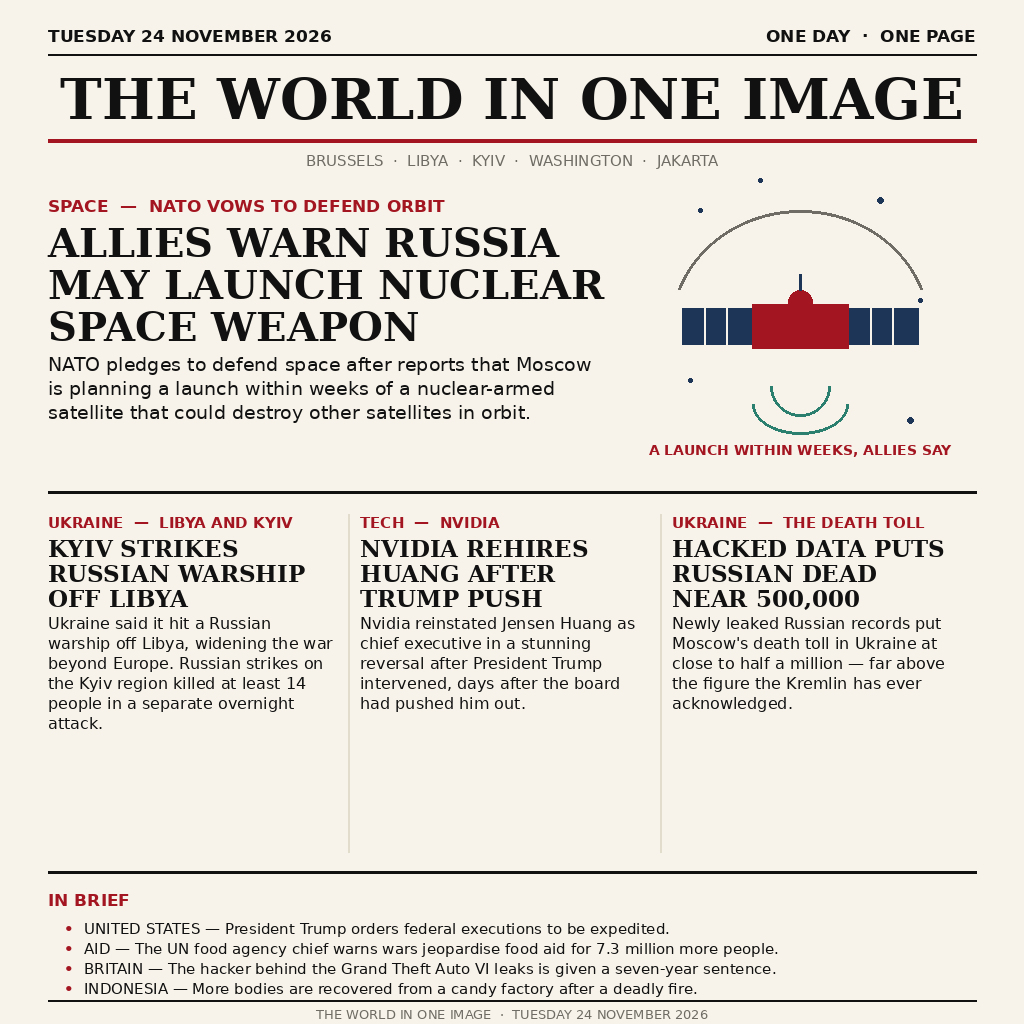 TUESDAY 24 NOVEMBER 2026
ONE DAY · ONE PAGE
THE WORLD IN ONE IMAGE
BRUSSELS · LIBYA · KYIV · WASHINGTON · JAKARTA
SPACE — NATO VOWS TO DEFEND ORBIT
ALLIES WARN RUSSIA
MAY LAUNCH NUCLEAR
SPACE WEAPON
NATO pledges to defend space after reports that Moscow
is planning a launch within weeks of a nuclear-armed
satellite that could destroy other satellites in orbit.
A LAUNCH WITHIN WEEKS, ALLIES SAY
UKRAINE — LIBYA AND KYIV
KYIV STRIKES
RUSSIAN WARSHIP
OFF LIBYA
Ukraine said it hit a Russian
warship off Libya, widening the war
beyond Europe. Russian strikes on
the Kyiv region killed at least 14
people in a separate overnight
attack.
TECH — NVIDIA
NVIDIA REHIRES
HUANG AFTER
TRUMP PUSH
Nvidia reinstated Jensen Huang as
chief executive in a stunning
reversal after President Trump
intervened, days after the board
had pushed him out.
UKRAINE — THE DEATH TOLL
HACKED DATA PUTS
RUSSIAN DEAD
NEAR 500,000
Newly leaked Russian records put
Moscow's death toll in Ukraine at
close to half a million — far above
the figure the Kremlin has ever
acknowledged.
IN BRIEF
• UNITED STATES — President Trump orders federal executions to be expedited.
• AID — The UN food agency chief warns wars jeopardise food aid for 7.3 million more people.
• BRITAIN — The hacker behind the Grand Theft Auto VI leaks is given a seven-year sentence.
• INDONESIA — More bodies are recovered from a candy factory after a deadly fire.
THE WORLD IN ONE IMAGE · TUESDAY 24 NOVEMBER 2026